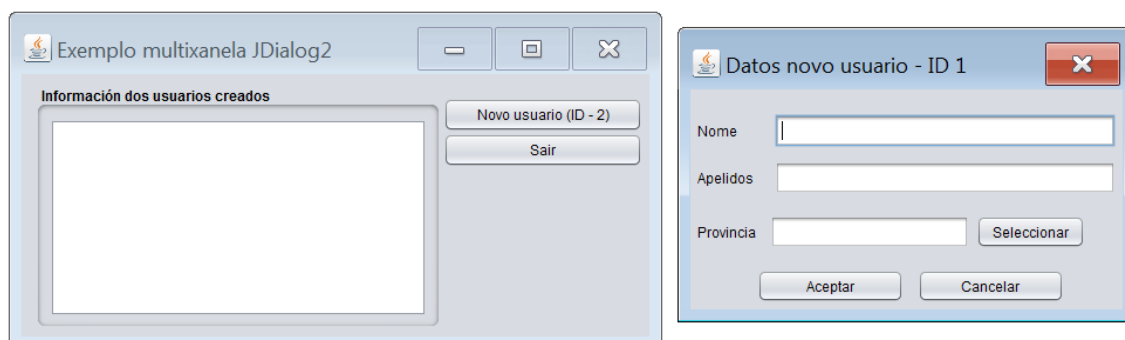 Exemplo multixanela JDialog2
Información dos usuarios creados
Novo usuario (ID - 2)
Sair
Datos novo usuario - ID 1
Nome
Apelidos
Provincia
Seleccionar
Aceptar
Cancelar